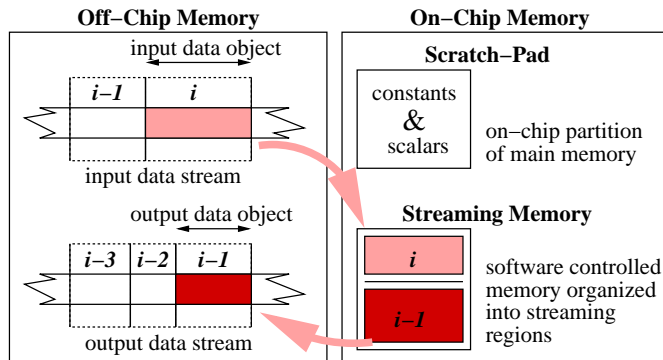 Off–Chip Memory
input data object
i–1 i
input data stream
output data object
i–3 i–2 i–1
output data stream
On–Chip Memory
Scratch–Pad
constants
&
scalars
on–chip partition
of main memory
Streaming Memory
i
i–1
software controlled
memory organized
into streaming
regions